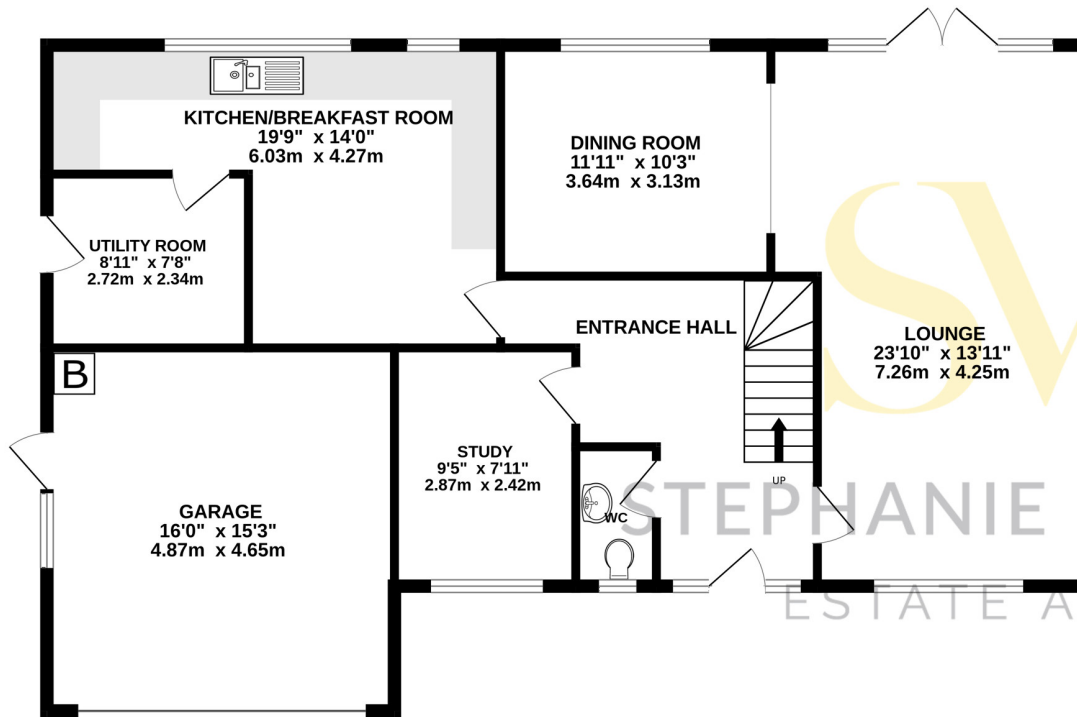 KITCHEN/BREAKFAST ROOM
19'9" x 14'0"
6.03m x 4.27m
DINING ROOM
11'11" x 10'3"
3.64m x 3.13m
UTILITY ROOM
8'11" x 7'8"
2.72m x 2.34m
ENTRANCE HALL
LOUNGE
23'10" x 13'11"
7.26m x 4.25m
B
STUDY
9'5" x 7'11"
2.87m x 2.42m
UP
WC
GARAGE
16'0" x 15'3"
4.87m x 4.65m
SV
STEPHANIE
ESTATE A